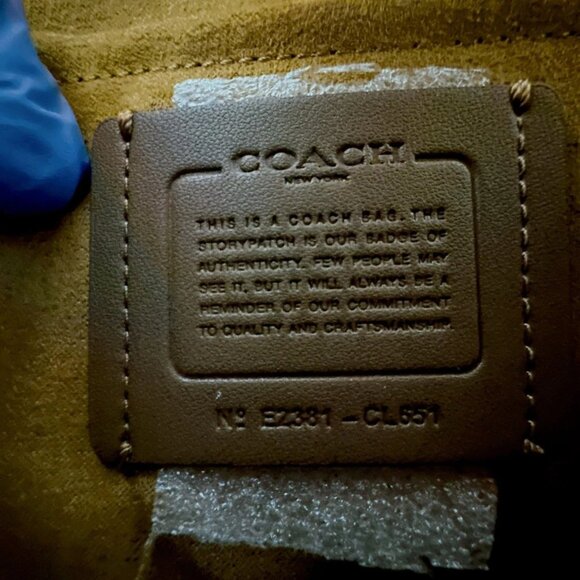 COACH
NEW YORK
THIS IS A COACH BAG. THE
STORYPATCH IS OUR BADGE OF
AUTHENTICITY. FEW PEOPLE MAY
SEE IT, BUT IT WILL ALWAYS BE A
REMINDER OF OUR COMMITMENT
TO QUALITY AND CRAFTSMANSHIP.
Nº E2381-CL651